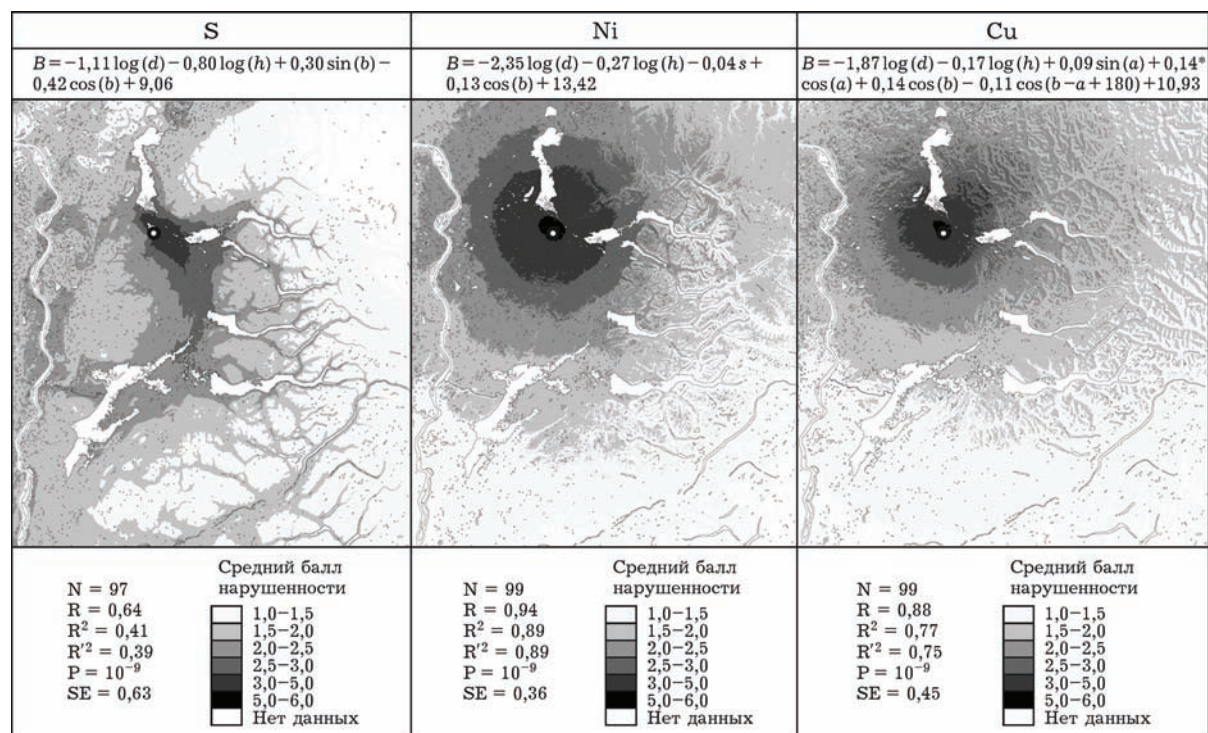 S
B = −1,11 log (d) − 0,80 log (h) + 0,30 sin (b) −
0,42 cos (b) + 9,06
Ni
B = −2,35 log (d) − 0,27 log (h) − 0,04 s +
0,13 cos (b) + 13,42
Cu
B = −1,87 log (d) − 0,17 log (h) + 0,09 sin (a) + 0,14*
cos (a) + 0,14 cos (b) − 0,11 cos (b − a + 180) + 10,93
N = 97
R = 0,64
R² = 0,41
R'² = 0,39
P = 10⁻⁹
SE = 0,63
Средний балл
нарушенности
1,0−1,5
1,5−2,0
2,0−2,5
2,5−3,0
3,0−5,0
5,0−6,0
Нет данных
N = 99
R = 0,94
R² = 0,89
R'² = 0,89
P = 10⁻⁹
SE = 0,36
Средний балл
нарушенности
1,0−1,5
1,5−2,0
2,0−2,5
2,5−3,0
3,0−5,0
5,0−6,0
Нет данных
N = 99
R = 0,88
R² = 0,77
R'² = 0,75
P = 10⁻⁹
SE = 0,45
Средний балл
нарушенности
1,0−1,5
1,5−2,0
2,0−2,5
2,5−3,0
3,0−5,0
5,0−6,0
Нет данных